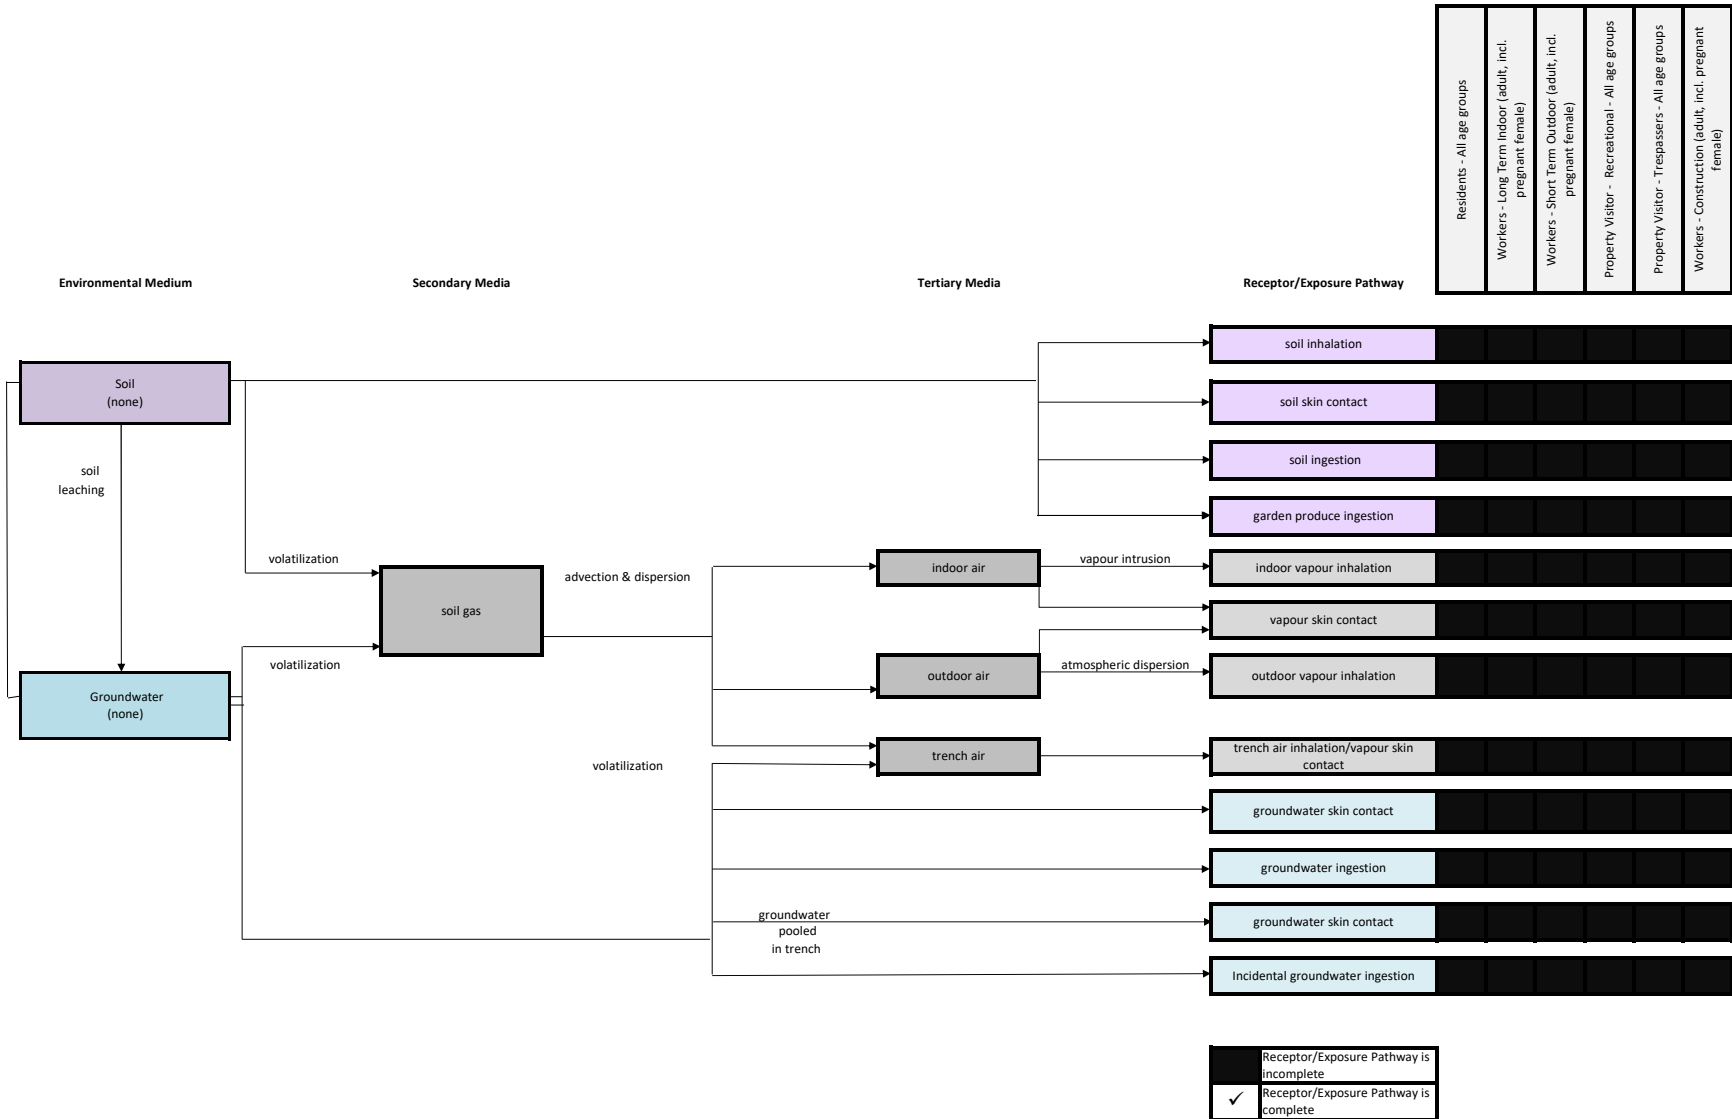 Residents - All age groups
Workers - Long Term Indoor (adult, incl.
pregnant female)
Workers - Short Term Outdoor (adult, incl.
pregnant female)
Property Visitor - Recreational - All age groups
Property Visitor - Trespassers - All age groups
Workers - Construction (adult, incl. pregnant
female)
Environmental Medium
Secondary Media
Tertiary Media
Receptor/Exposure Pathway
soil inhalation
Soil
(none)
soil skin contact
soil
leaching
soil ingestion
garden produce ingestion
volatilization
advection & dispersion
indoor air
vapour intrusion
indoor vapour inhalation
soil gas
vapour skin contact
volatilization
outdoor air
atmospheric dispersion
outdoor vapour inhalation
Groundwater
(none)
volatilization
trench air
trench air inhalation/vapour skin
contact
groundwater skin contact
groundwater ingestion
groundwater
pooled
in trench
groundwater skin contact
Incidental groundwater ingestion
Receptor/Exposure Pathway is
incomplete
✓
Receptor/Exposure Pathway is
complete